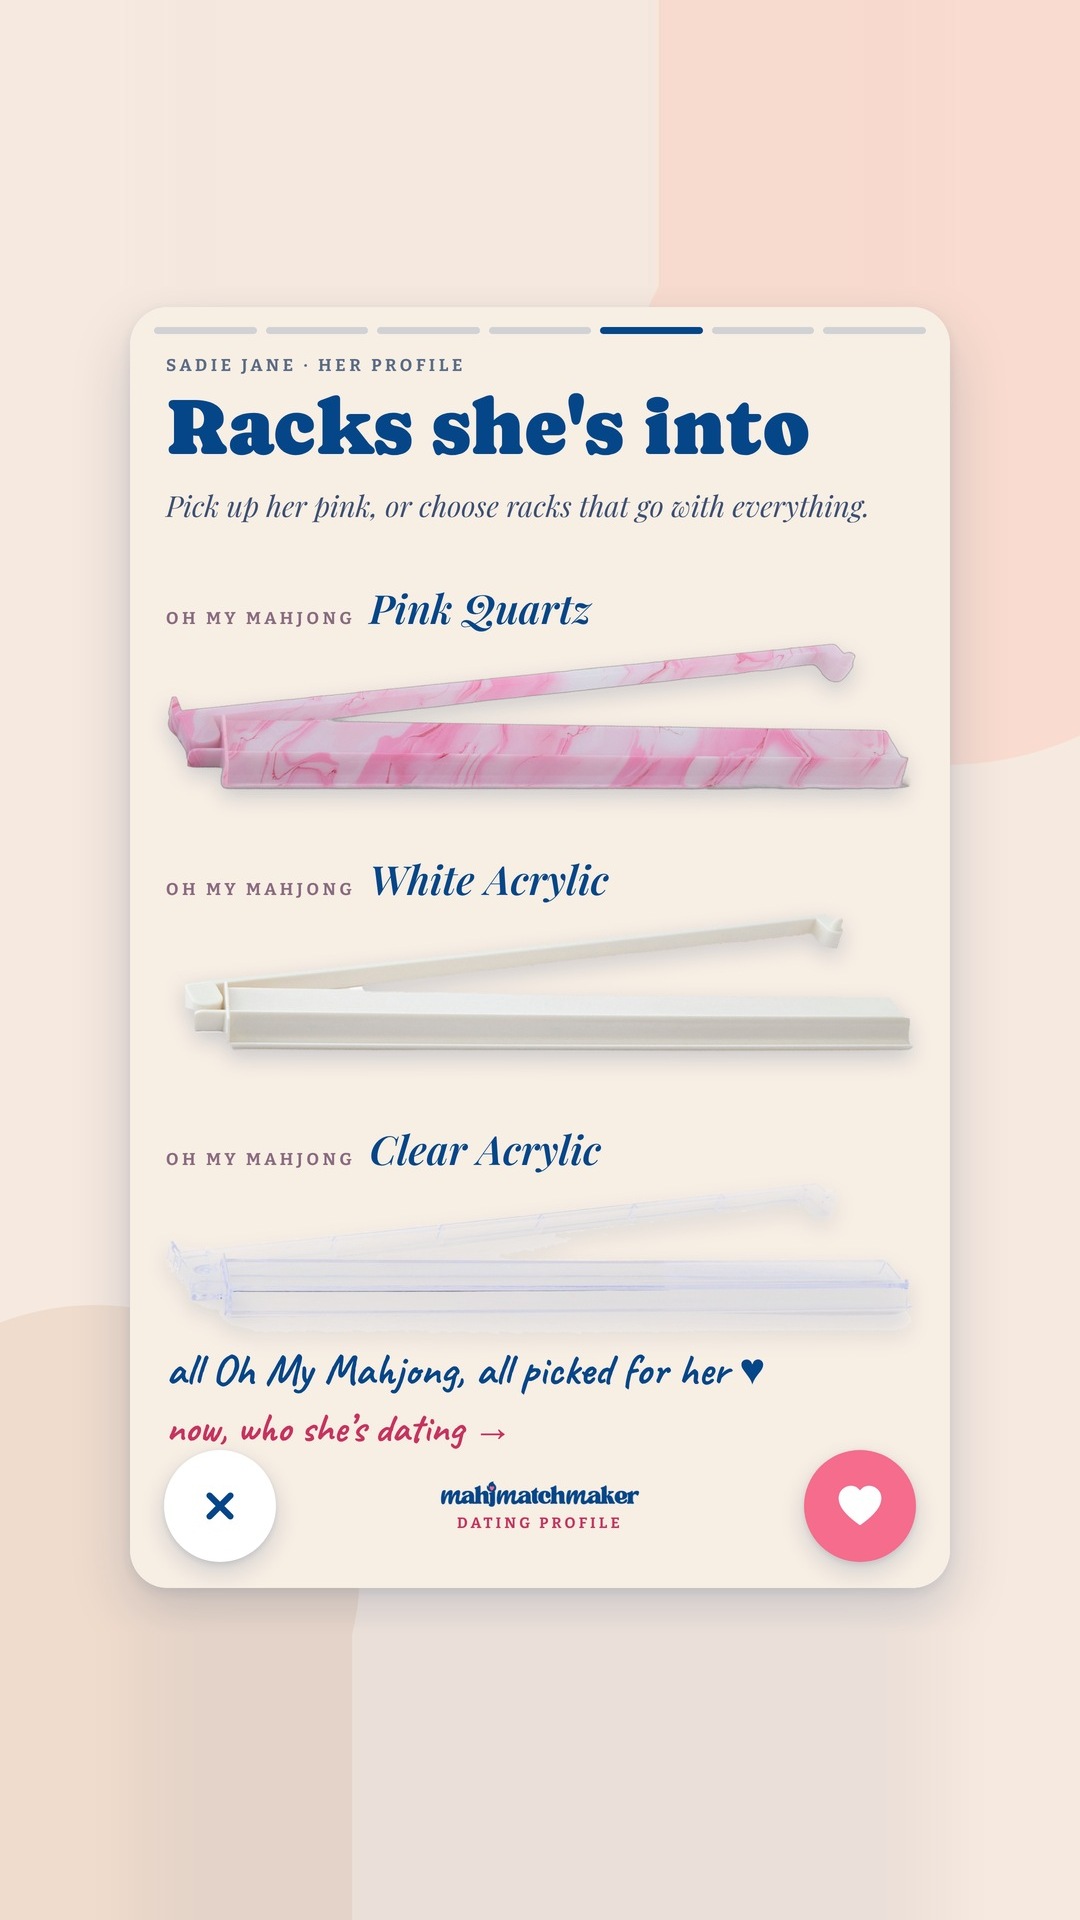 SADIE JANE · HER PROFILE
Racks she's into
Pick up her pink, or choose racks that go with everything.
OH MY MAHJONG Pink Quartz
OH MY MAHJONG White Acrylic
OH MY MAHJONG Clear Acrylic
all Oh My Mahjong, all picked for her ♥
now, who she’s dating →
mahjmatchmaker
DATING PROFILE